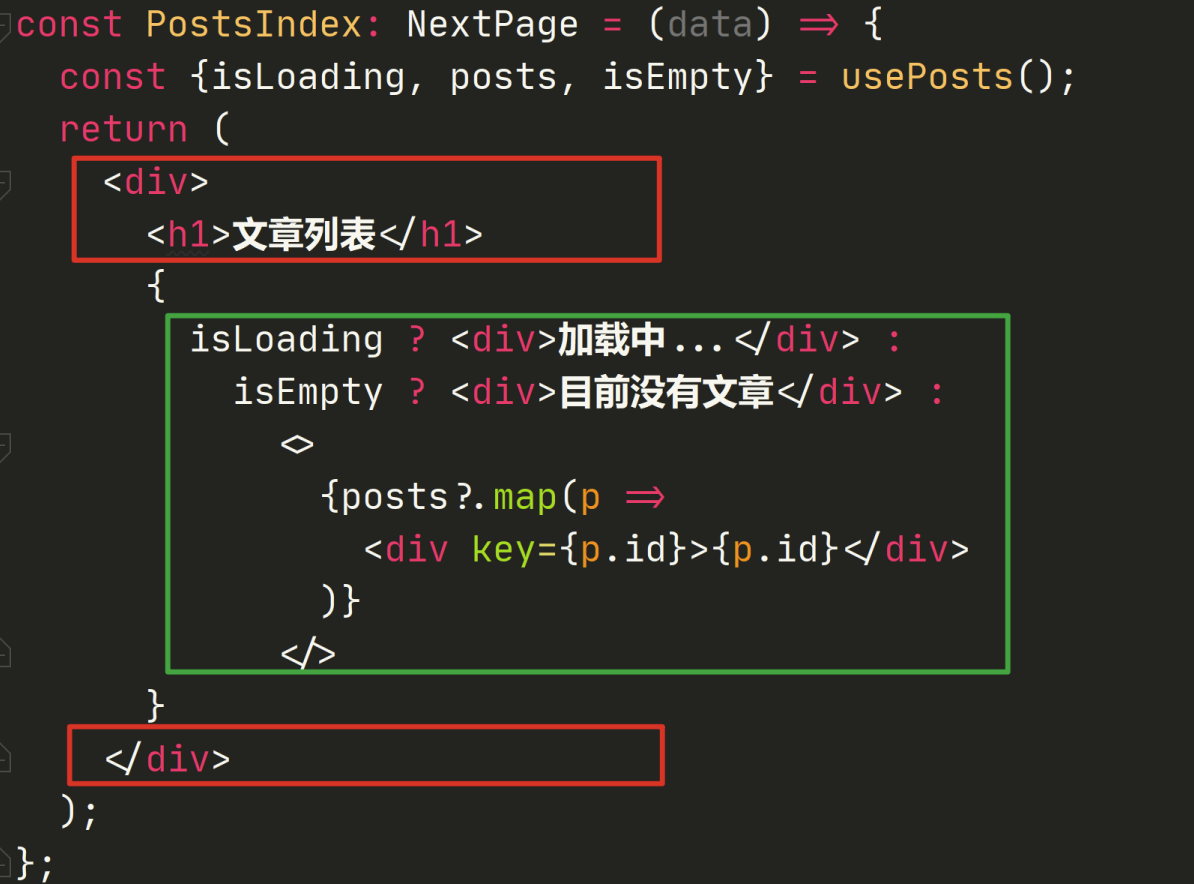 const PostsIndex: NextPage = (data) => {
const {isLoading, posts, isEmpty} = usePosts();
return (
<div>
<h1>文章列表</h1>
{
isLoading ? <div>加载中...</div> :
isEmpty ? <div>目前没有文章</div> :
<>
{posts?.map(p =>
<div key={p.id}>{p.id}</div>
)}
</>
}
</div>
);
};